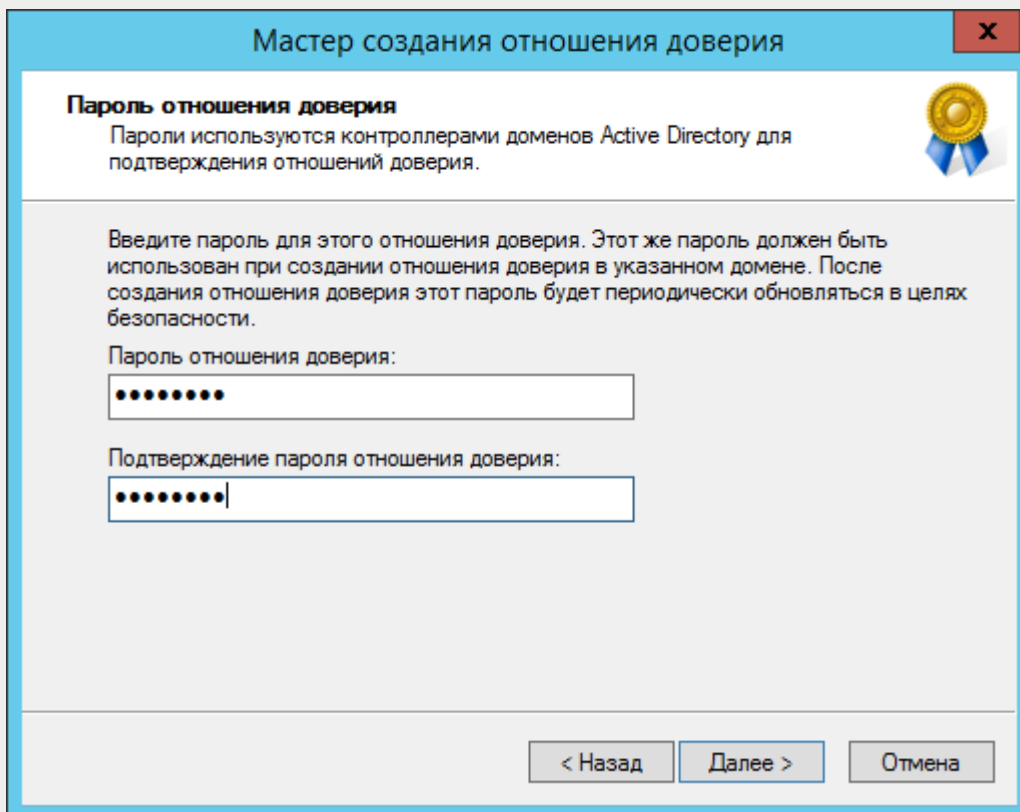 Мастер создания отношения доверия
x
Пароль отношения доверия
Пароли используются контроллерами доменов Active Directory для
подтверждения отношений доверия.
Введите пароль для этого отношения доверия. Этот же пароль должен быть
использован при создании отношения доверия в указанном домене. После
создания отношения доверия этот пароль будет периодически обновляться в целях
безопасности.
Пароль отношения доверия:
●●●●●●●●
Подтверждение пароля отношения доверия:
●●●●●●●●
< Назад Далее > Отмена